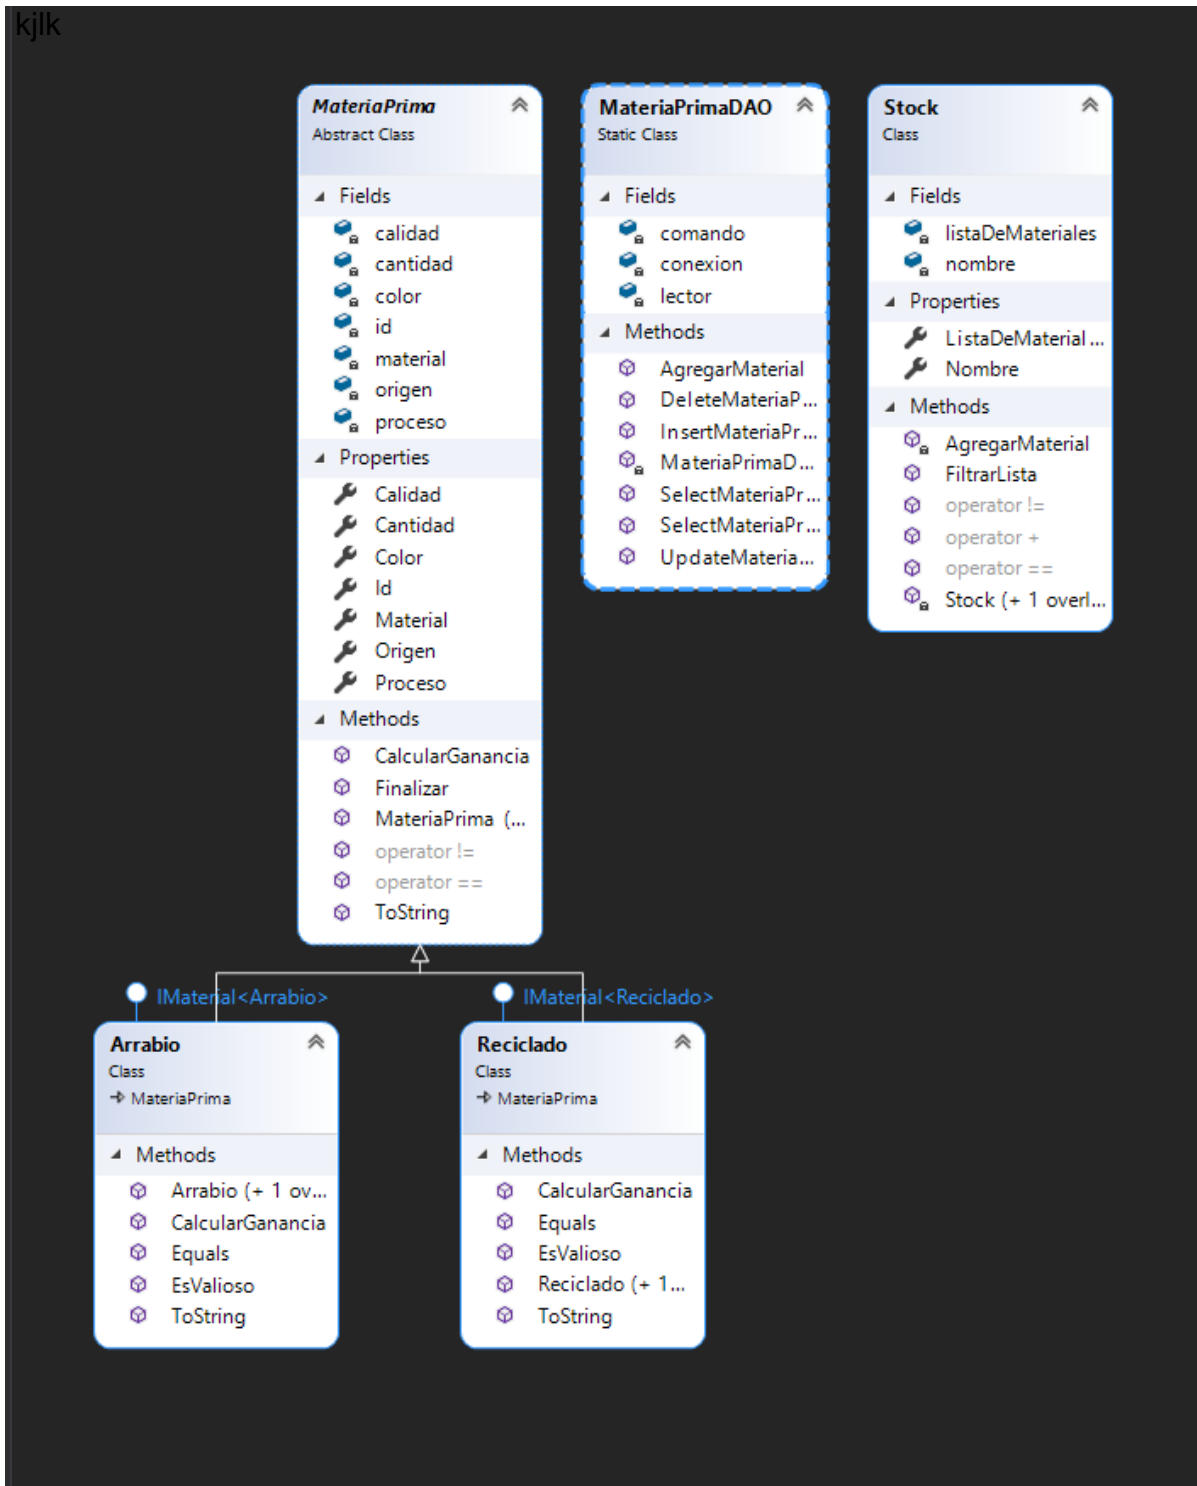 kjlk
MateriaPrima
Abstract Class
Fields
calidad
cantidad
color
id
material
origen
proceso
Properties
Calidad
Cantidad
Color
Id
Material
Origen
Proceso
Methods
CalcularGanancia
Finalizar
MateriaPrima (...
operator !=
operator ==
ToString
MateriaPrimaDAO
Static Class
Fields
comando
conexion
lector
Methods
AgregarMaterial
DeleteMateriaP...
InsertMateriaPr...
MateriaPrimaD...
SelectMateriaPr...
SelectMateriaPr...
UpdateMateria...
Stock
Class
Fields
listaDeMateriales
nombre
Properties
ListaDeMaterial...
Nombre
Methods
AgregarMaterial
FiltrarLista
operator !=
operator +
operator ==
Stock (+ 1 overl...
IMaterial<Arrabio>
Arrabio
Class
MateriaPrima
Methods
Arrabio (+ 1 ov...
CalcularGanancia
Equals
EsValioso
ToString
IMaterial<Reciclado>
Reciclado
Class
MateriaPrima
Methods
CalcularGanancia
Equals
EsValioso
Reciclado (+ 1...
ToString